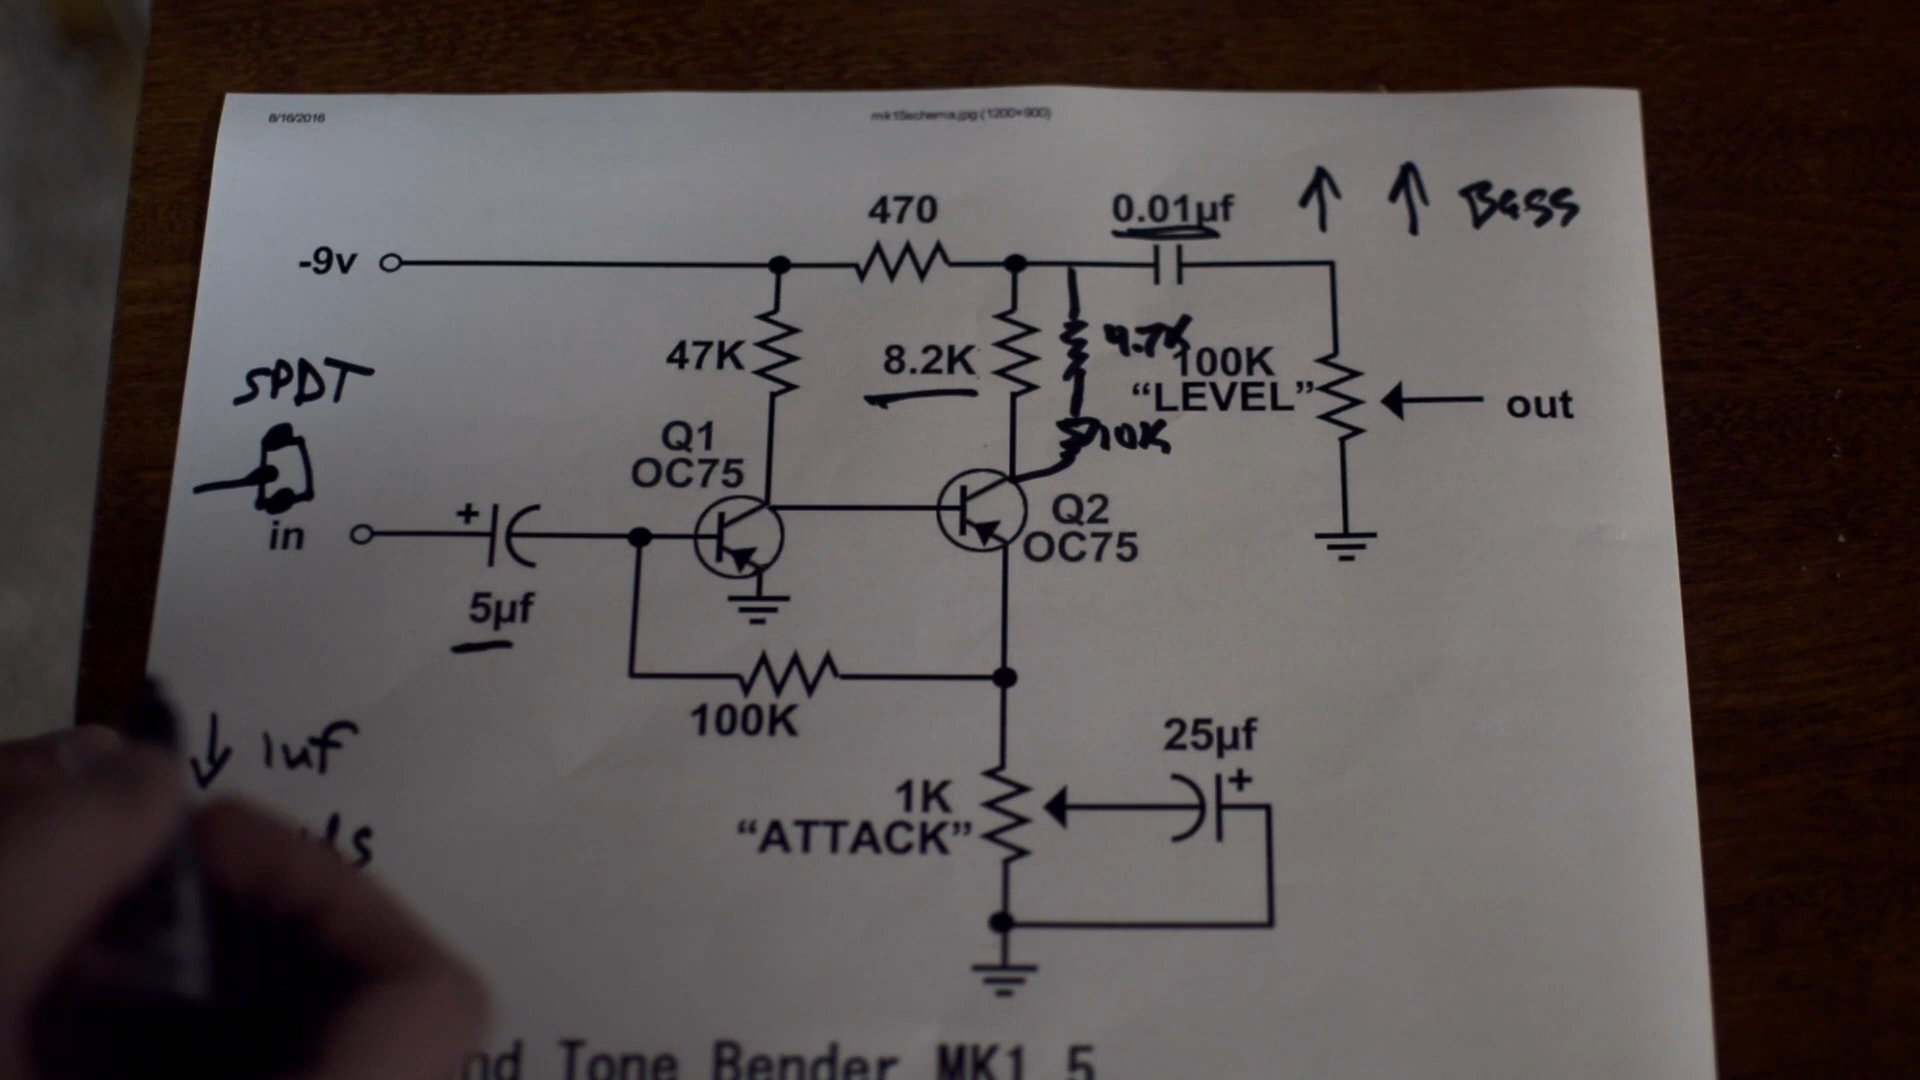 8/16/2016
mk15schema.jpg (1200×900)
470
0.01µf
Bass
-9v
47K
8.2K
4.7K
100K
"LEVEL"
out
SPDT
10K
Q1
OC75
Q2
OC75
+
in
5µf
100K
25µf
+
1uf
1K
"ATTACK"
Tone Bender MK1.5